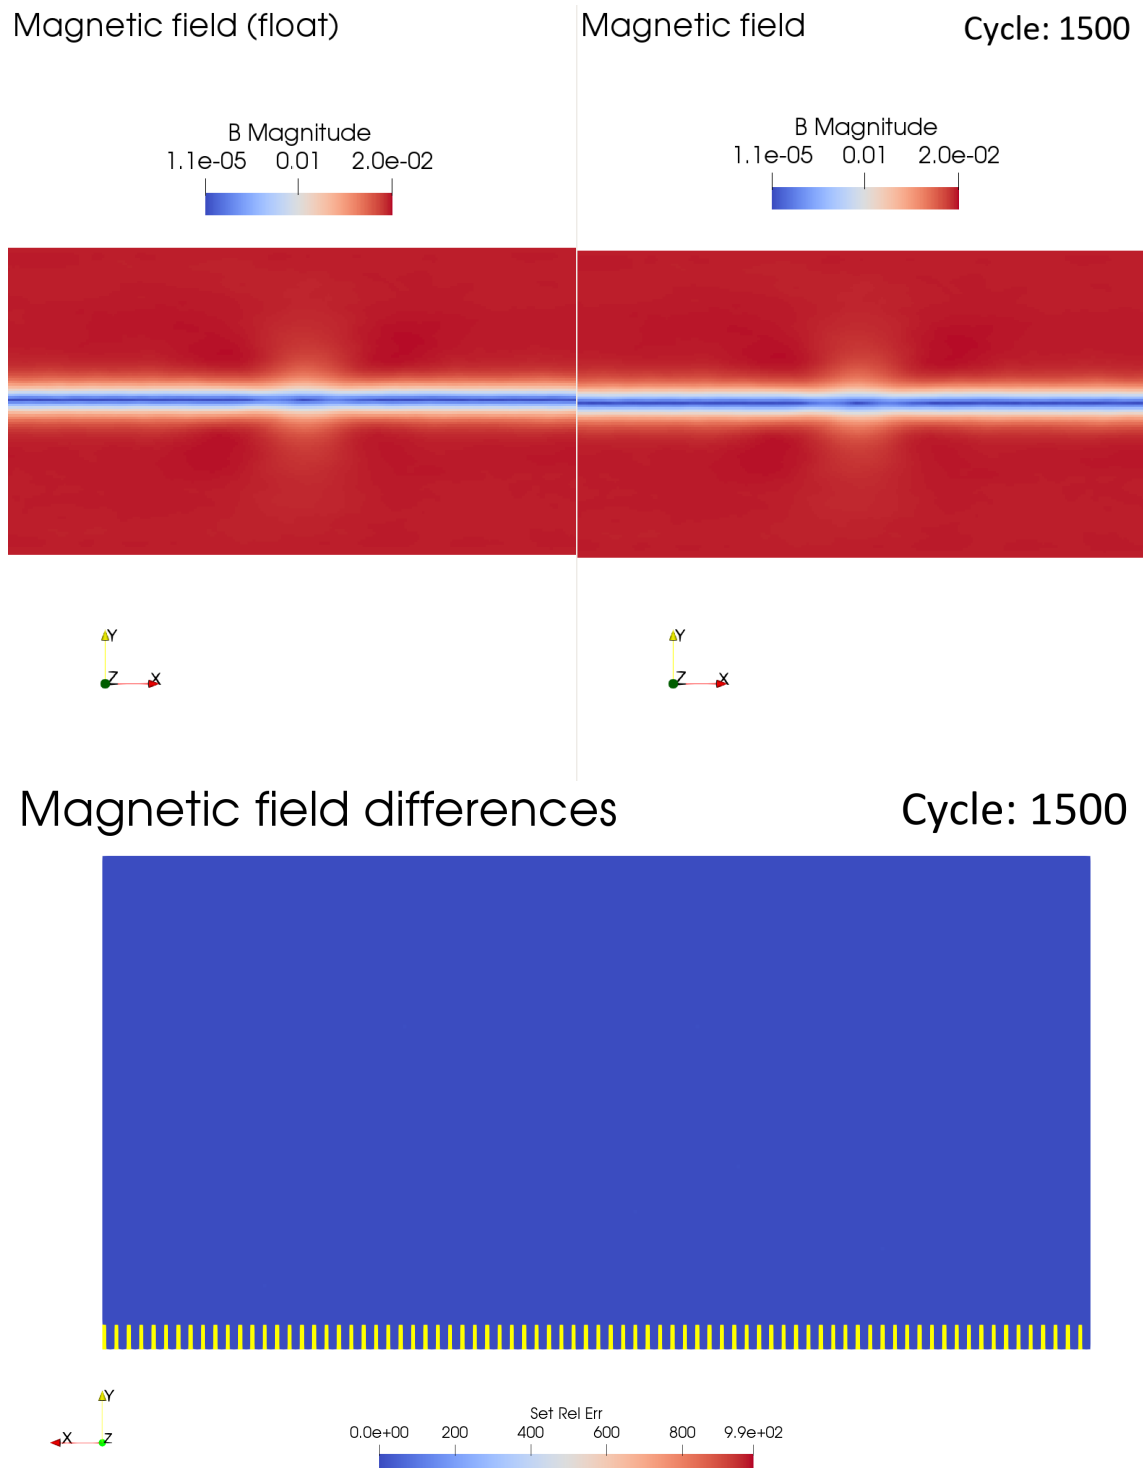 Magnetic field (float)
Magnetic field
Cycle: 1500
B Magnitude
1.1e-05 0.01 2.0e-02
B Magnitude
1.1e-05 0.01 2.0e-02
Y
Z X
Y
Z X
Magnetic field differences
Cycle: 1500
Y
X Z
Set Rel Err
0.0e+00 200 400 600 800 9.9e+02